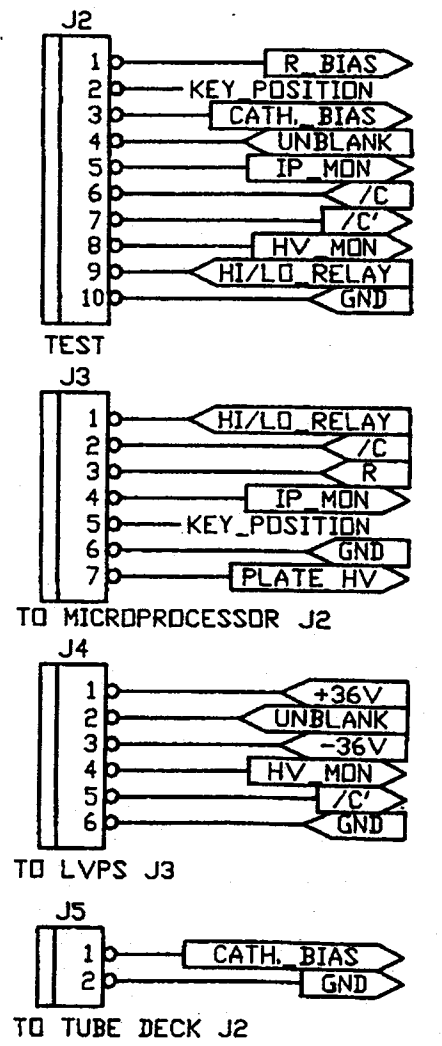 J2
1 R_BIAS
2 KEY_POSITION
3 CATH._BIAS
4 UNBLANK
5 IP_MON
6 /C
7 /C'
8 HV_MON
9 HI/LO_RELAY
10 GND
TEST
J3
1 HI/LO_RELAY
2 /C
3 R
4 IP_MON
5 KEY_POSITION
6 GND
7 PLATE HV
TO MICROPROCESSOR J2
J4
1 +36V
2 UNBLANK
3 -36V
4 HV_MON
5 /C'
6 GND
TO LVPS J3
J5
1 CATH._BIAS
2 GND
TO TUBE DECK J2